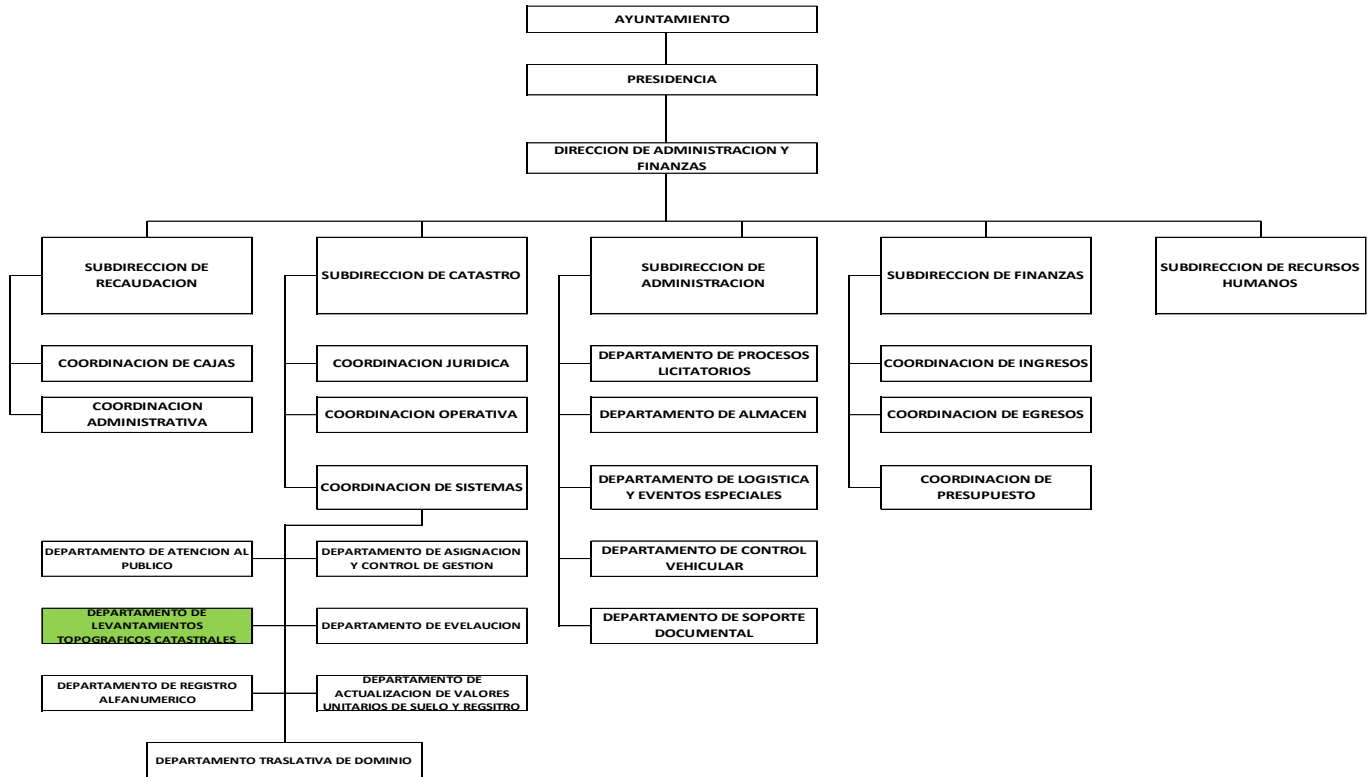 AYUNTAMIENTO
PRESIDENCIA
DIRECCION DE ADMINISTRACION Y
FINANZAS
SUBDIRECCION DE
RECAUDACION
SUBDIRECCION DE CATASTRO
SUBDIRECCION DE
ADMINISTRACION
SUBDIRECCION DE FINANZAS
SUBDIRECCION DE RECURSOS
HUMANOS
COORDINACION DE CAJAS
COORDINACION JURIDICA
DEPARTAMENTO DE PROCESOS
LICITATORIOS
COORDINACION DE INGRESOS
COORDINACION
ADMINISTRATIVA
COORDINACION OPERATIVA
DEPARTAMENTO DE ALMACEN
COORDINACION DE EGRESOS
COORDINACION DE SISTEMAS
DEPARTAMENTO DE LOGISTICA
Y EVENTOS ESPECIALES
COORDINACION DE
PRESUPUESTO
DEPARTAMENTO DE ATENCION AL
PUBLICO
DEPARTAMENTO DE ASIGNACION
Y CONTROL DE GESTION
DEPARTAMENTO DE CONTROL
VEHICULAR
DEPARTAMENTO DE
LEVANTAMIENTOS
TOPOGRAFICOS CATASTRALES
DEPARTAMENTO DE EVELAUCION
DEPARTAMENTO DE SOPORTE
DOCUMENTAL
DEPARTAMENTO DE REGISTRO
ALFANUMERICO
DEPARTAMENTO DE
ACTUALIZACION DE VALORES
UNITARIOS DE SUELO Y REGSITRO
DEPARTAMENTO TRASLATIVA DE DOMINIO